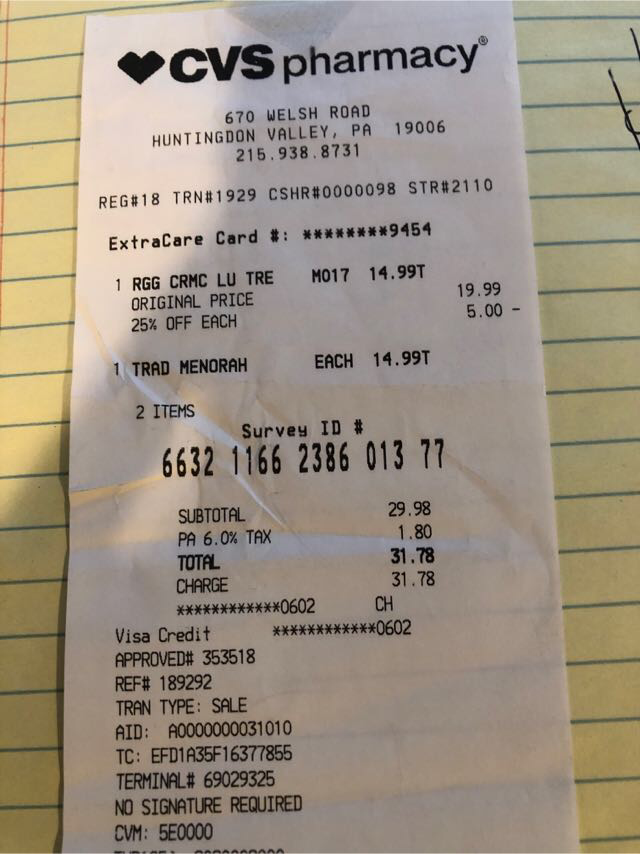 CVS pharmacy®
670 WELSH ROAD
HUNTINGDON VALLEY, PA 19006
215.938.8731
REG#18 TRN#1929 CSHR#0000098 STR#2110
ExtraCare Card #: ********9454
1 RGG CRMC LU TRE M017 14.99T
ORIGINAL PRICE 19.99
25% OFF EACH 5.00 -
1 TRAD MENORAH EACH 14.99T
2 ITEMS
Survey ID #
6632 1166 2386 013 77
SUBTOTAL 29.98
PA 6.0% TAX 1.80
TOTAL 31.78
CHARGE 31.78
************0602 CH
Visa Credit ************0602
APPROVED# 353518
REF# 189292
TRAN TYPE: SALE
AID: A0000000031010
TC: EFD1A35F16377855
TERMINAL# 69029325
NO SIGNATURE REQUIRED
CVM: 5E0000